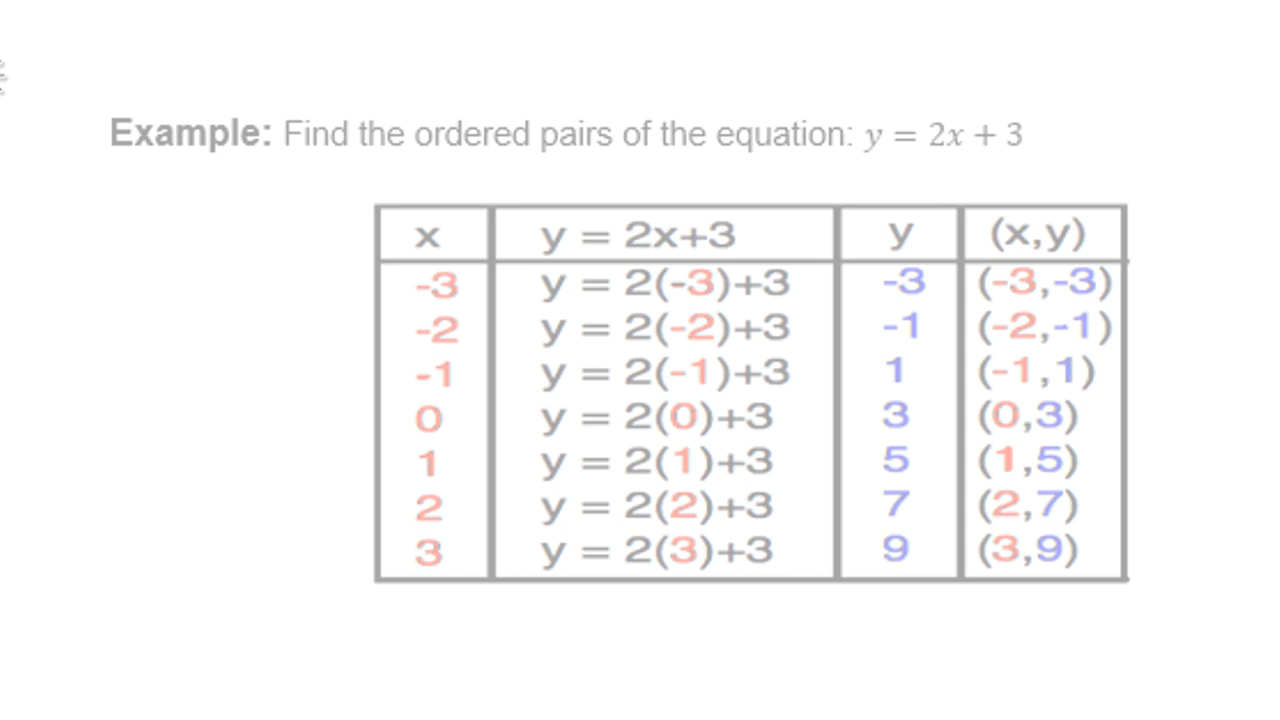 Example: Find the ordered pairs of the equation: y = 2x + 3
x y = 2x+3 y (x,y)
-3 y = 2(-3)+3 -3 (-3,-3)
-2 y = 2(-2)+3 -1 (-2,-1)
-1 y = 2(-1)+3 1 (-1,1)
0 y = 2(0)+3 3 (0,3)
1 y = 2(1)+3 5 (1,5)
2 y = 2(2)+3 7 (2,7)
3 y = 2(3)+3 9 (3,9)